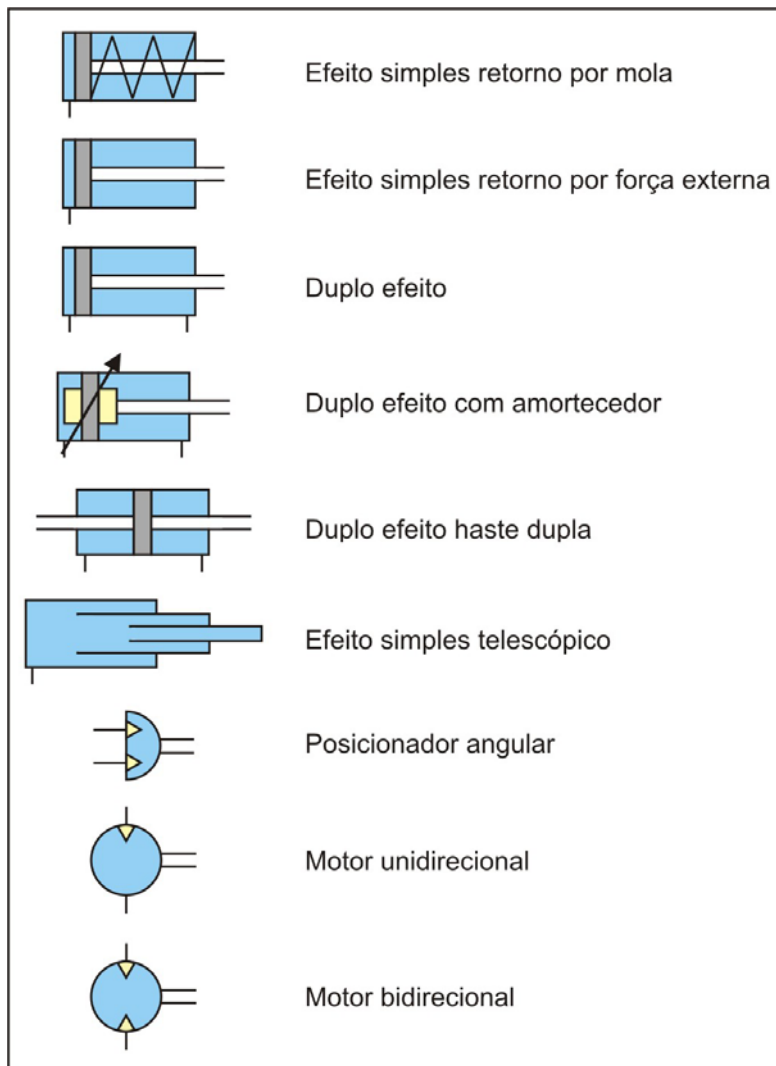 Efeito simples retorno por mola
Efeito simples retorno por força externa
Duplo efeito
Duplo efeito com amortecedor
Duplo efeito haste dupla
Efeito simples telescópico
Posicionador angular
Motor unidirecional
Motor bidirecional